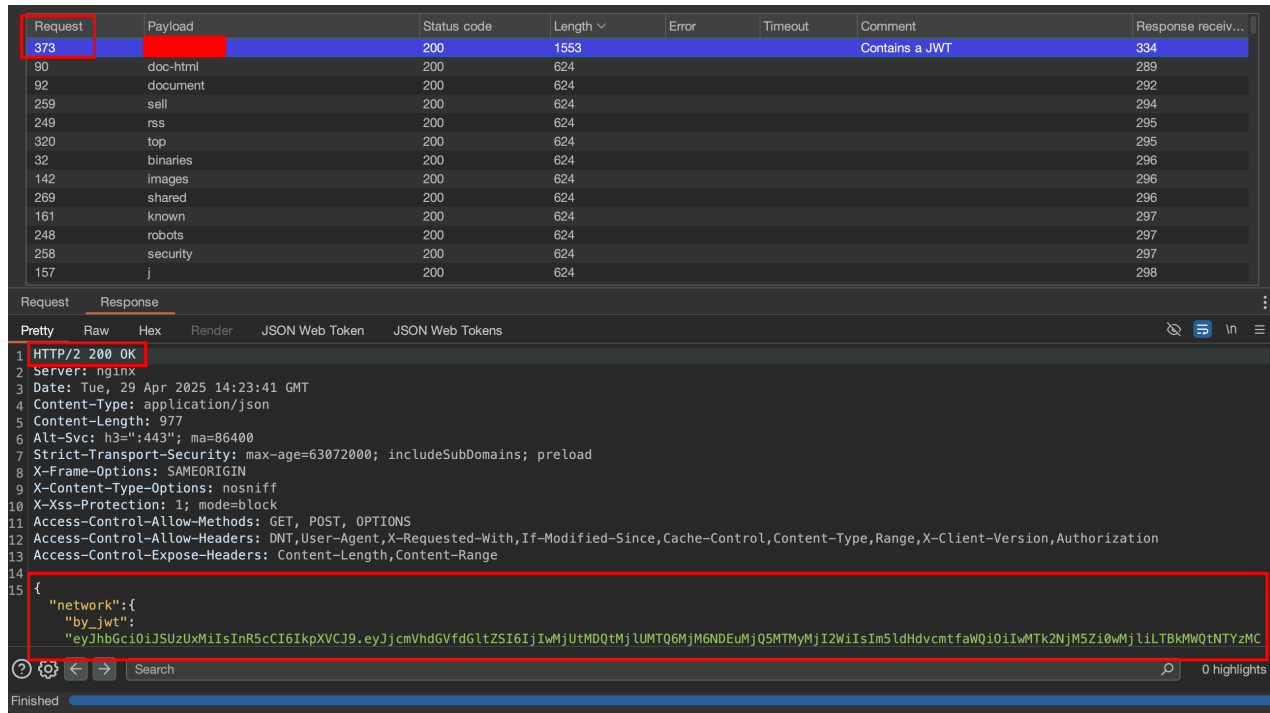 Request Payload Status code Length Error Timeout Comment Response receiv...
373 200 1553 Contains a JWT 334
90 doc-html 200 624 289
92 document 200 624 292
259 sell 200 624 294
249 rss 200 624 295
320 top 200 624 295
32 binaries 200 624 296
142 images 200 624 296
269 shared 200 624 296
161 known 200 624 297
248 robots 200 624 297
258 security 200 624 297
157 j 200 624 298
Request Response
Pretty Raw Hex Render JSON Web Token JSON Web Tokens \n
1 HTTP/2 200 OK
2 Server: nginx
3 Date: Tue, 29 Apr 2025 14:23:41 GMT
4 Content-Type: application/json
5 Content-Length: 977
6 Alt-Svc: h3=":443"; ma=86400
7 Strict-Transport-Security: max-age=63072000; includeSubDomains; preload
8 X-Frame-Options: SAMEORIGIN
9 X-Content-Type-Options: nosniff
10 X-Xss-Protection: 1; mode=block
11 Access-Control-Allow-Methods: GET, POST, OPTIONS
12 Access-Control-Allow-Headers: DNT,User-Agent,X-Requested-With,If-Modified-Since,Cache-Control,Content-Type,Range,X-Client-Version,Authorization
13 Access-Control-Expose-Headers: Content-Length,Content-Range
14
15 {
"network":{
"by_jwt":
"eyJhbGciOiJSUzUxMiIsInR5cCI6IkpXVCJ9.eyJjcmVhdGVfdGltZSI6IjIwMjUtMDQtMjlUMTQ6MjM6NDEuMjQ5MTMyMjI2WiIsIm5ldHdvcmtfaWQiOiIwMTk2NjM5Zi0wMjliLTBkMWQtNTYzMC
Search 0 highlights
Finished